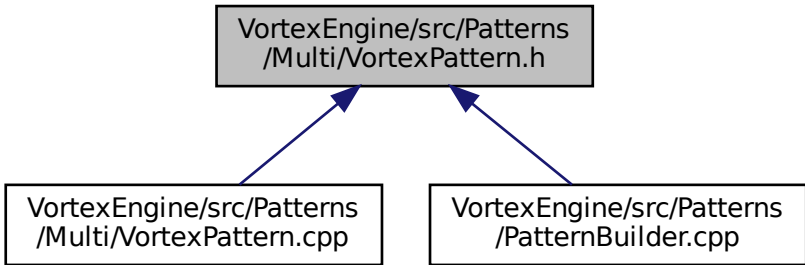 VortexEngine/src/Patterns
/Multi/VortexPattern.h
VortexEngine/src/Patterns
/Multi/VortexPattern.cpp
VortexEngine/src/Patterns
/PatternBuilder.cpp